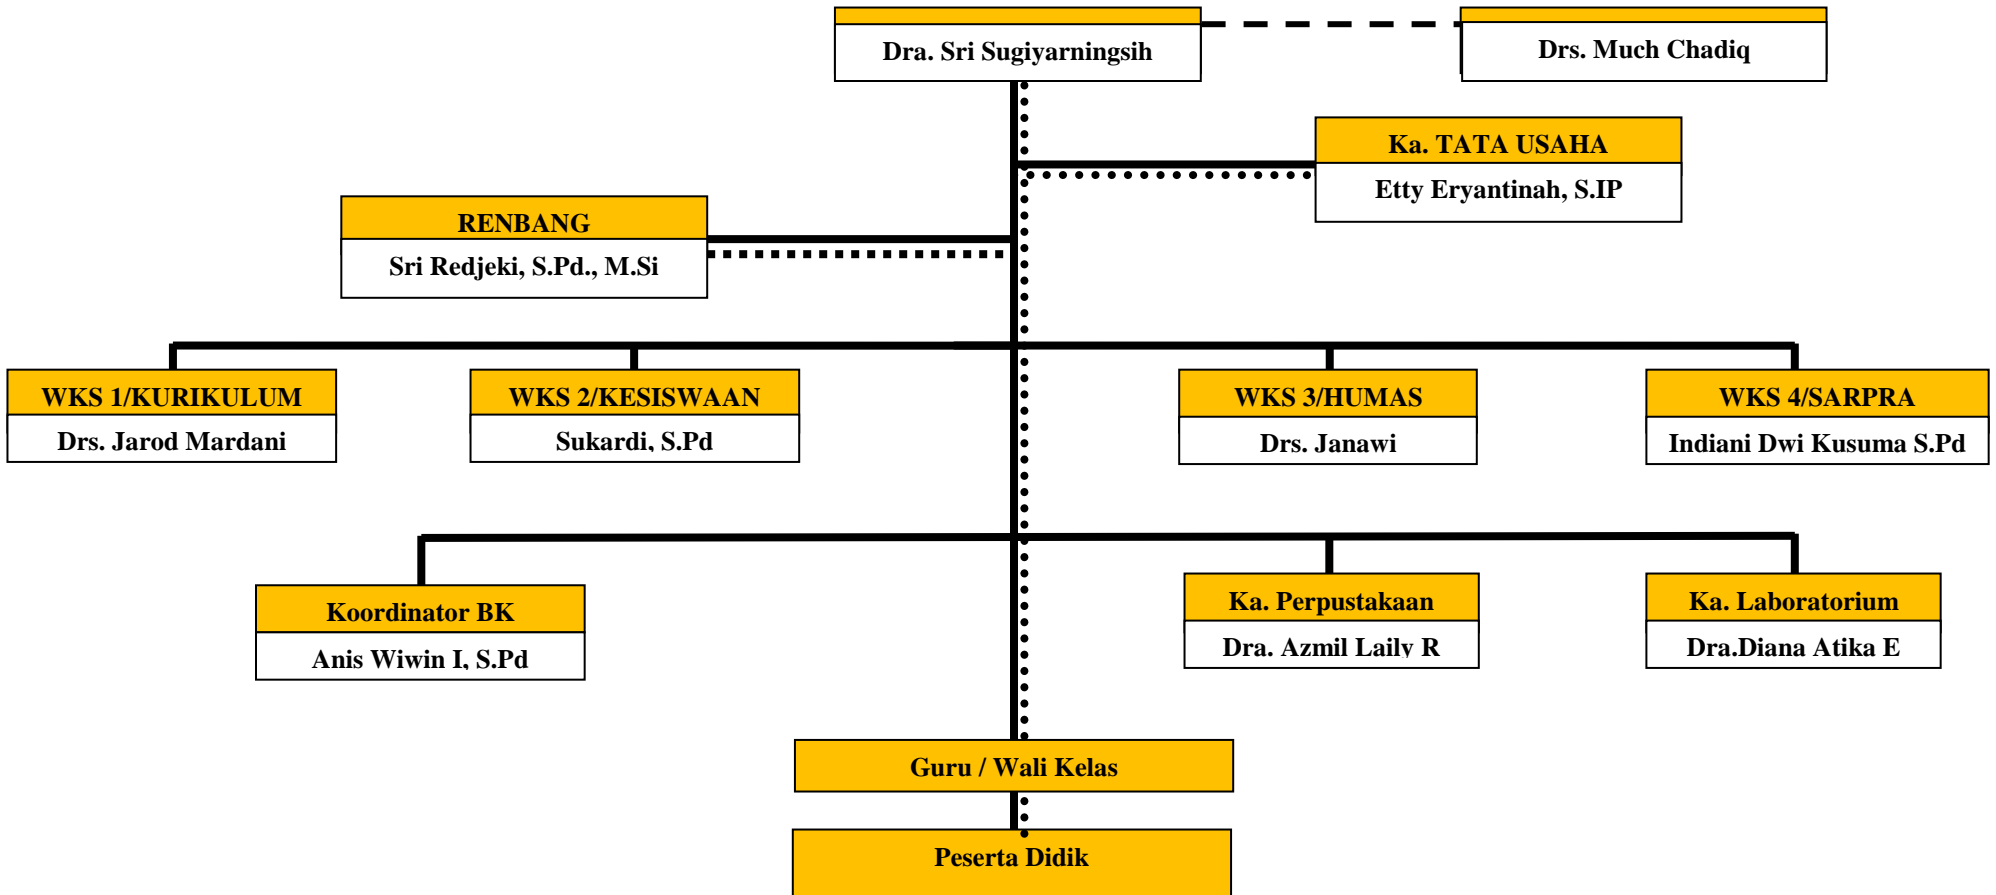 Dra. Sri Sugiyarningsih
Drs. Much Chadiq
Ka. TATA USAHA
Etty Eryantinah, S.IP
RENBANG
Sri Redjeki, S.Pd., M.Si
WKS 1/KURIKULUM
Drs. Jarod Mardani
WKS 2/KESISWAAN
Sukardi, S.Pd
WKS 3/HUMAS
Drs. Janawi
WKS 4/SARPRA
Indiani Dwi Kusuma S.Pd
Koordinator BK
Anis Wiwin I, S.Pd
Ka. Perpustakaan
Dra. Azmil Laily R
Ka. Laboratorium
Dra.Diana Atika E
Guru / Wali Kelas
Peserta Didik